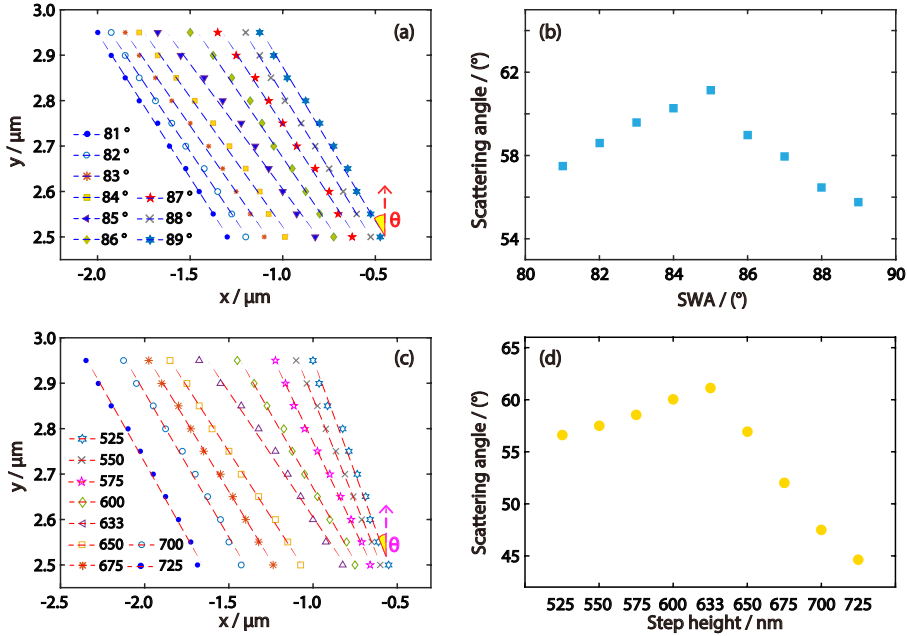 (a)
3.0
2.9
2.8
2.7
2.6
2.5
y / μm
81°
82°
83°
84° 87°
85° 88°
86° 89°
θ
-2.0 -1.5 -1.0 -0.5
x / μm
(b)
62
58
54
Scattering angle / (°)
80 82 84 86 88 90
SWA / (°)
(c)
3.0
2.9
2.8
2.7
2.6
2.5
y / μm
525
550
575
600
633
650 700
675 725
θ
-2.5 -2.0 -1.5 -1.0 -0.5
x / μm
(d)
65
60
55
50
45
Scattering angle / (°)
525 550 575 600 633 650 675 700 725
Step height / nm